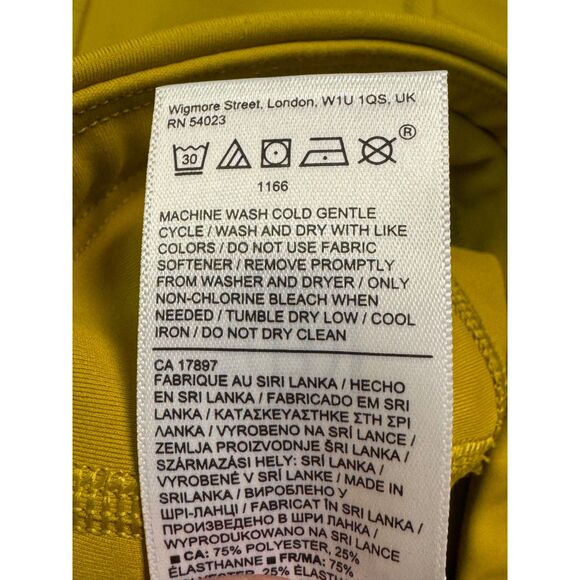 Wigmore Street, London, W1U 1QS, UK
RN 54023
30 ®
1166
MACHINE WASH COLD GENTLE
CYCLE / WASH AND DRY WITH LIKE
COLORS / DO NOT USE FABRIC
SOFTENER / REMOVE PROMPTLY
FROM WASHER AND DRYER / ONLY
NON-CHLORINE BLEACH WHEN
NEEDED / TUMBLE DRY LOW / COOL
IRON / DO NOT DRY CLEAN
CA 17897
FABRIQUE AU SIRI LANKA / HECHO
EN SRI LANKA / FABRICADO EM SRI
LANKA / ΚΑΤΑΣΚΕΥΑΣΤΗΚΕ ΣΤΗ ΣΡΙ
ΛΑΝΚΑ / VYROBENO NA SRÍ LANCE /
ZEMLJA PROIZVODNJE ŠRI LANKA /
SZÁRMAZÁSI HELY: SRÍ LANKA /
VYROBENÉ V SRÍ LANKE / MADE IN
SRILANKA / ВИРОБЛЕНО У
ШРІ-ЛАНЦІ / FABRICAT ÎN SRI LANKA /
ПРОИЗВЕДЕНО В ШРИ ЛАНКА /
WYPRODUKOWANO NA SRI LANCE
CA: 75% POLYESTER, 25%
ÉLASTHANNE FR/MA: 75%
POLYESTER, 25% ÉLASTHANNE